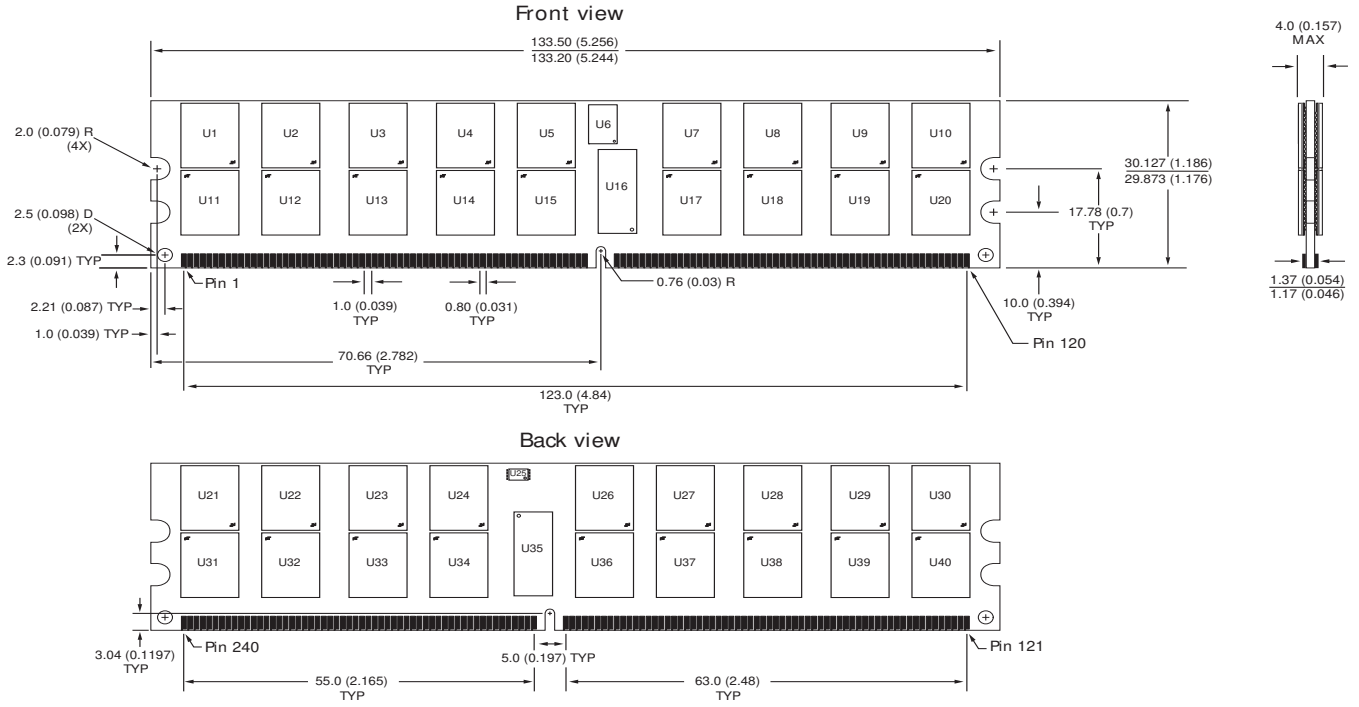 Front view
133.50 (5.256)
133.20 (5.244)
4.0 (0.157)
MAX
2.0 (0.079) R
(4X)
U1
U2
U3
U4
U5
U6
U7
U8
U9
U10
30.127 (1.186)
29.873 (1.176)
U11
U12
U13
U14
U15
U16
U17
U18
U19
U20
17.78 (0.7)
TYP
2.5 (0.098) D
(2X)
2.3 (0.091) TYP
Pin 1
0.76 (0.03) R
1.37 (0.054)
1.17 (0.046)
2.21 (0.087) TYP
1.0 (0.039)
TYP
0.80 (0.031)
TYP
10.0 (0.394)
TYP
1.0 (0.039) TYP
Pin 120
70.66 (2.782)
TYP
123.0 (4.84)
TYP
Back view
U21
U22
U23
U24
U25
U26
U27
U28
U29
U30
U31
U32
U33
U34
U35
U36
U37
U38
U39
U40
3.04 (0.1197)
TYP
Pin 240
5.0 (0.197) TYP
Pin 121
55.0 (2.165)
TYP
63.0 (2.48)
TYP